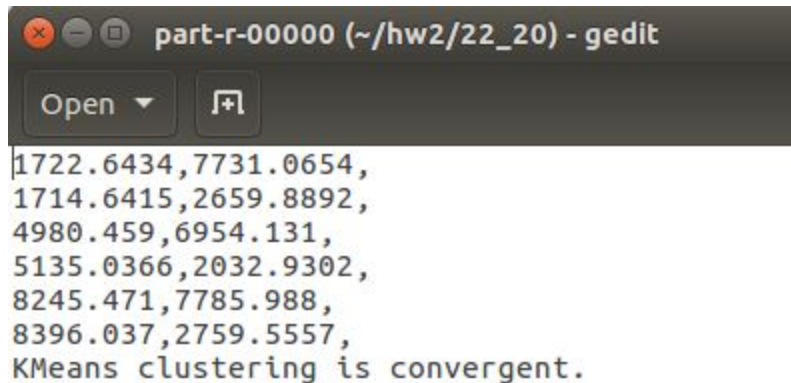 part-r-00000 (~/hw2/22_20) - gedit
Open
1722.6434,7731.0654,
1714.6415,2659.8892,
4980.459,6954.131,
5135.0366,2032.9302,
8245.471,7785.988,
8396.037,2759.5557,
KMeans clustering is convergent.